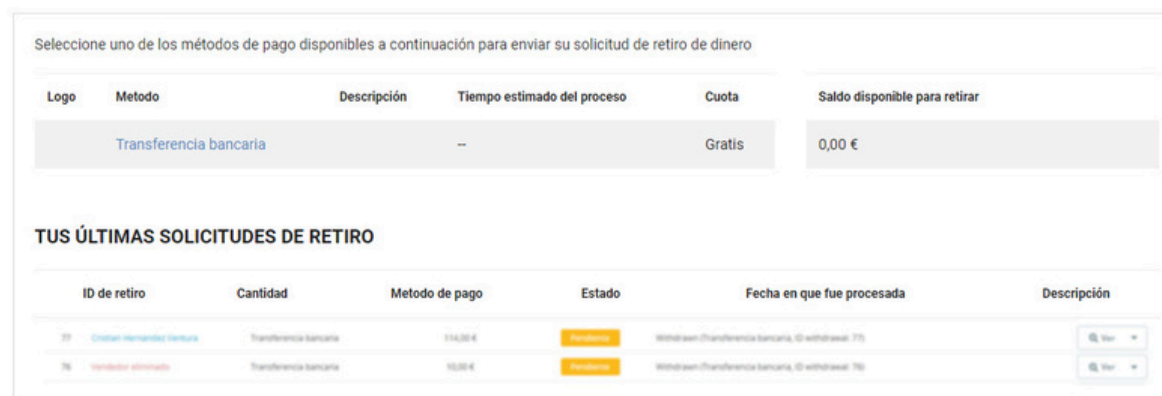 Seleccione uno de los métodos de pago disponibles a continuación para enviar su solicitud de retiro de dinero
Logo Metodo Descripción Tiempo estimado del proceso Cuota Saldo disponible para retirar
Transferencia bancaria -- Gratis 0,00 €
TUS ÚLTIMAS SOLICITUDES DE RETIRO
ID de retiro Cantidad Metodo de pago Estado Fecha en que fue procesada Descripción
77 Cristian Hernandez Ventura Transferencia bancaria 114,00 € Pendiente Withdrawn (Transferencia bancaria, ID withdrawal: 77) Ver
76 Vendedor eliminado Transferencia bancaria 10,00 € Pendiente Withdrawn (Transferencia bancaria, ID withdrawal: 76) Ver